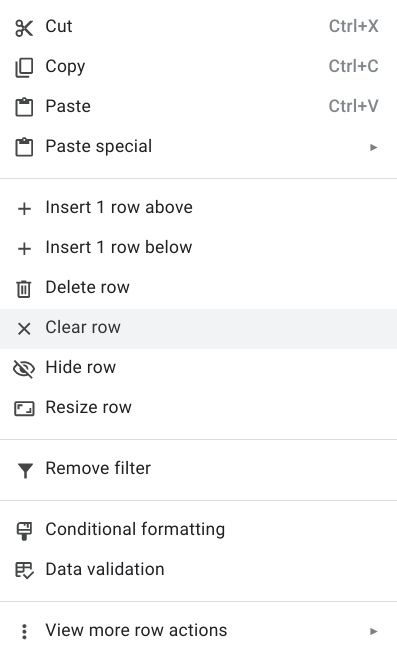 Cut Ctrl+X
Copy Ctrl+C
Paste Ctrl+V
Paste special
Insert 1 row above
Insert 1 row below
Delete row
Clear row
Hide row
Resize row
Remove filter
Conditional formatting
Data validation
View more row actions